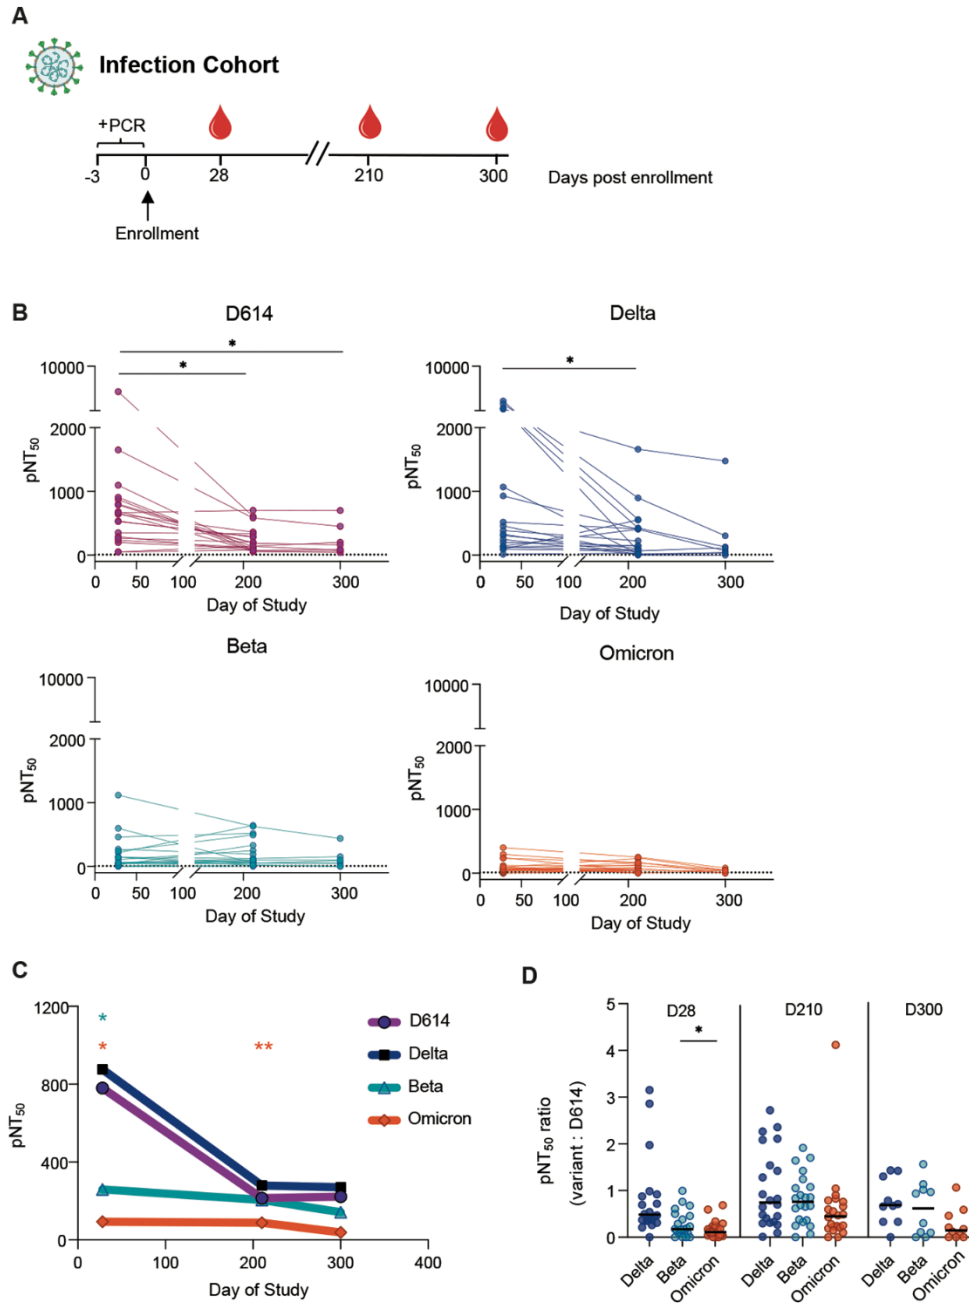 A
Infection Cohort
+PCR
-3 0 28 210 300 Days post enrollment
Enrollment
B
D614
*
*
10000
2000
1000
0
pNT50
0 50 100 200 300
Day of Study
Delta
*
10000
2000
1000
0
pNT50
0 50 100 200 300
Day of Study
Beta
10000
2000
1000
0
pNT50
0 50 100 200 300
Day of Study
Omicron
10000
2000
1000
0
pNT50
0 50 100 200 300
Day of Study
C
1200
800
400
0
pNT50
*
*
**
0 100 200 300 400
Day of Study
D614
Delta
Beta
Omicron
D
5
4
3
2
1
0
pNT50 ratio
(variant : D614)
D28 D210 D300
*
Delta Beta Omicron Delta Beta Omicron Delta Beta Omicron